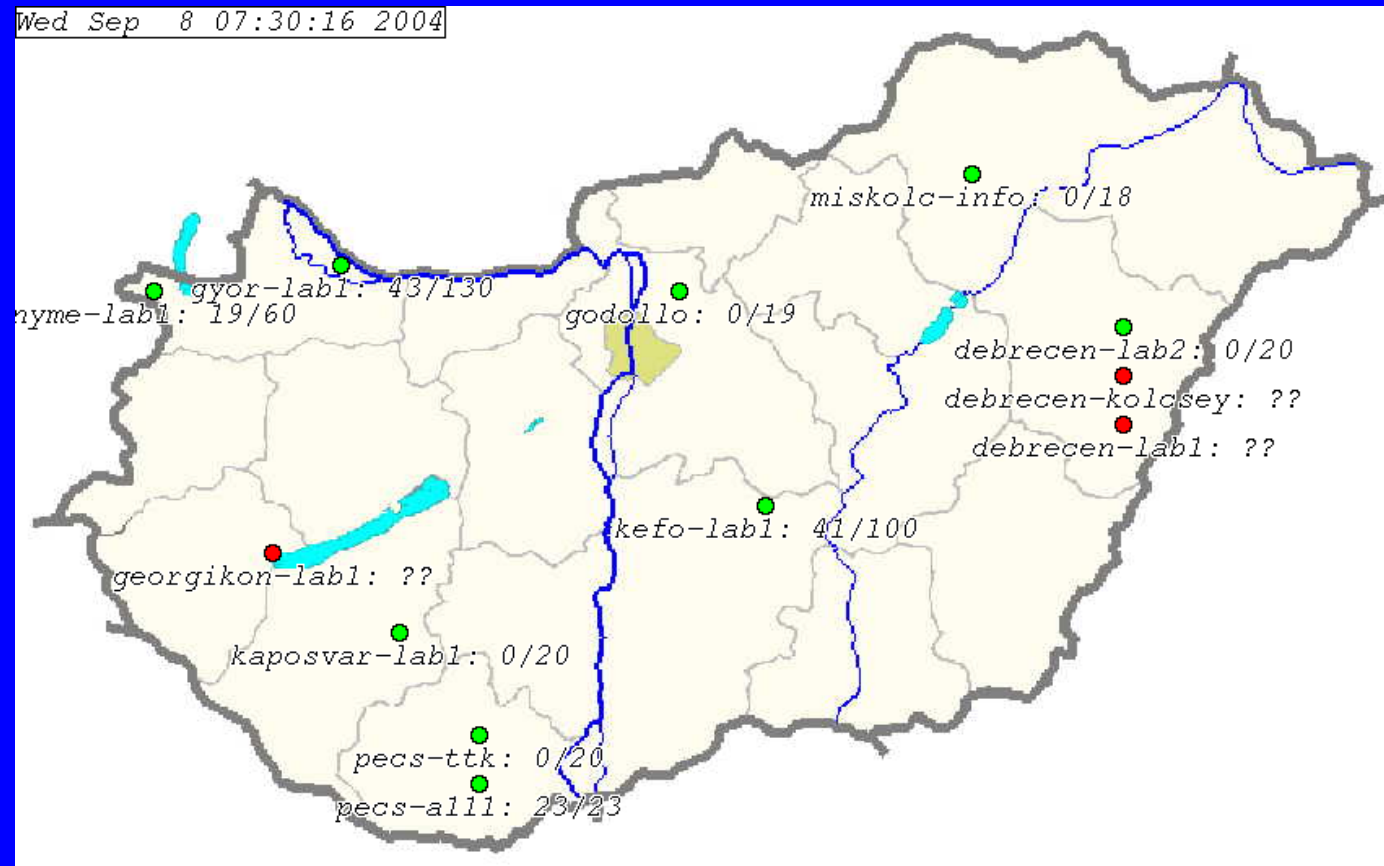 Wed Sep  8 07:30:16 2004
miskolc-info: 0/18
gyor-lab1: 43/130
nyme-lab1: 19/60
godollo: 0/19
debrecen-lab2: 0/20
debrecen-kolcsey: ??
debrecen-lab1: ??
kefo-lab1: 41/100
georgikon-lab1: ??
kaposvar-lab1: 0/20
pecs-ttk: 0/20
pecs-a111: 23/23